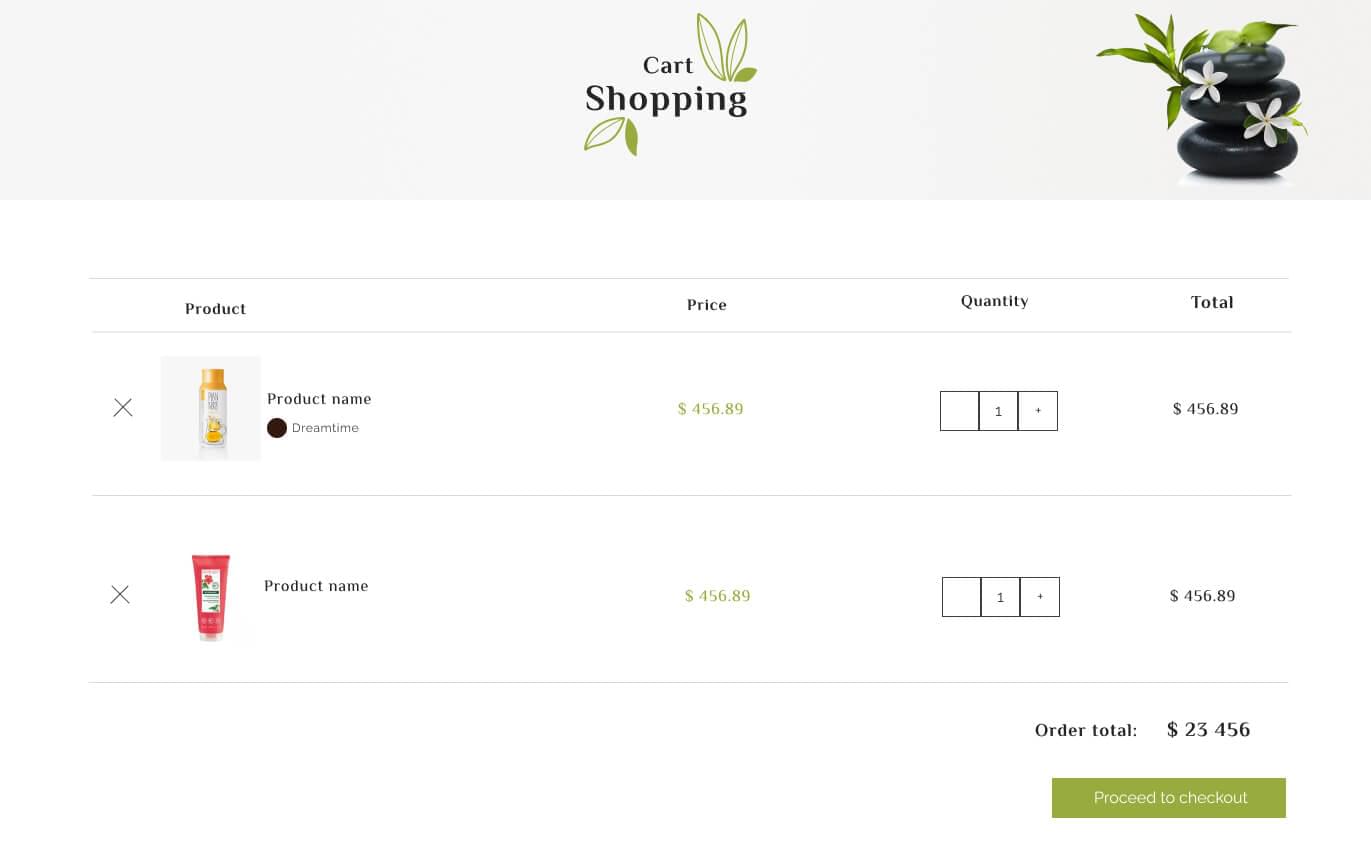 Cart
Shopping
Product Price Quantity Total
Product name
Dreamtime
$ 456.89 1 + $ 456.89
Product name
$ 456.89 1 + $ 456.89
Order total: $ 23 456
Proceed to checkout